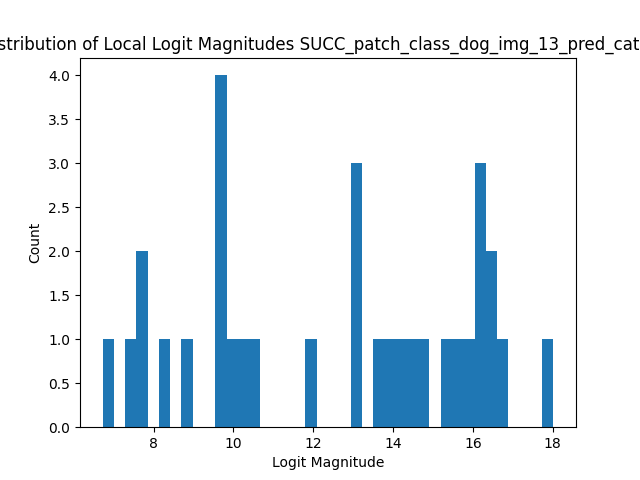 stribution of Local Logit Magnitudes SUCC_patch_class_dog_img_13_pred_cat
4.0
3.5
3.0
2.5
2.0
1.5
1.0
0.5
0.0
Count
8 10 12 14 16 18
Logit Magnitude